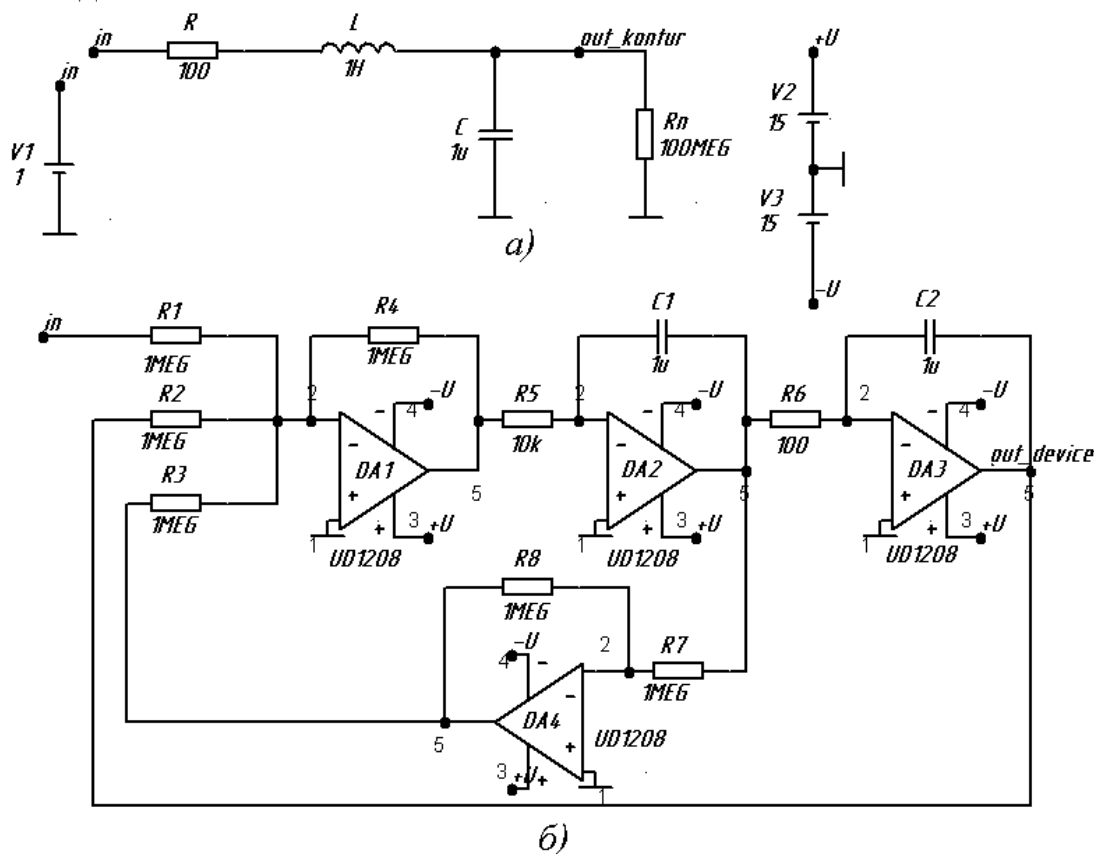 in
R
100
L
1H
out_kontur
in
V1
1
C
1u
Rn
100MEG
+U
V2
15
V3
15
-U
а)
in
R1
1MEG
R2
1MEG
R3
1MEG
R4
1MEG
2
4
-U
-
-
DA1
+
+
5
1
3
+U
UD1208
R5
10k
C1
1u
2
4
-U
-
-
DA2
+
+
5
1
3
+U
UD1208
R6
100
C2
1u
2
4
-U
-
-
DA3
+
+
out_device
5
1
3
+U
UD1208
R8
1MEG
R7
1MEG
2
-U
4
-
-
DA4
+
5
UD1208
3
+U
+
1
б)